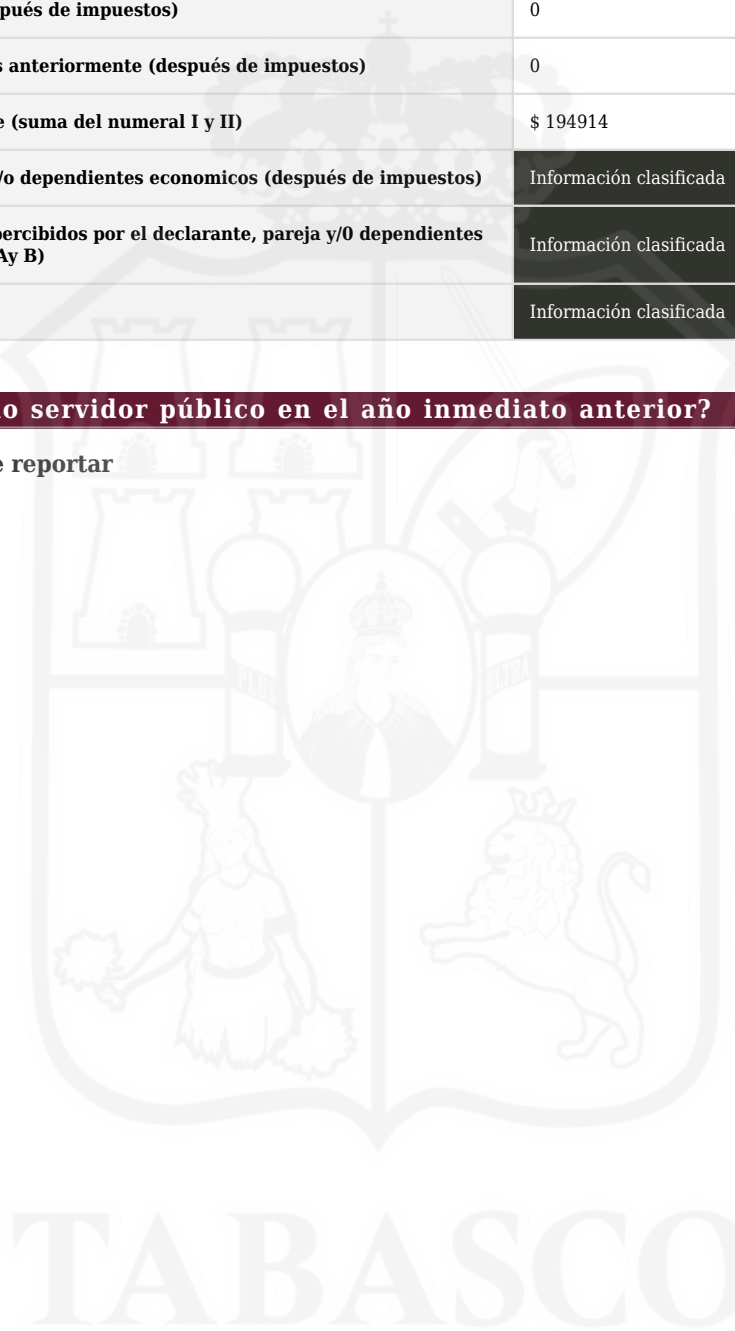 pués de impuestos)
0
s anteriormente (después de impuestos)
0
e (suma del numeral I y II)
$ 194914
/o dependientes economicos (después de impuestos)
Información clasificada
percibidos por el declarante, pareja y/0 dependientes
Ay B)
Información clasificada
Información clasificada
o servidor público en el año inmediato anterior?
e reportar
PLUS
ULTRA
TABASCO